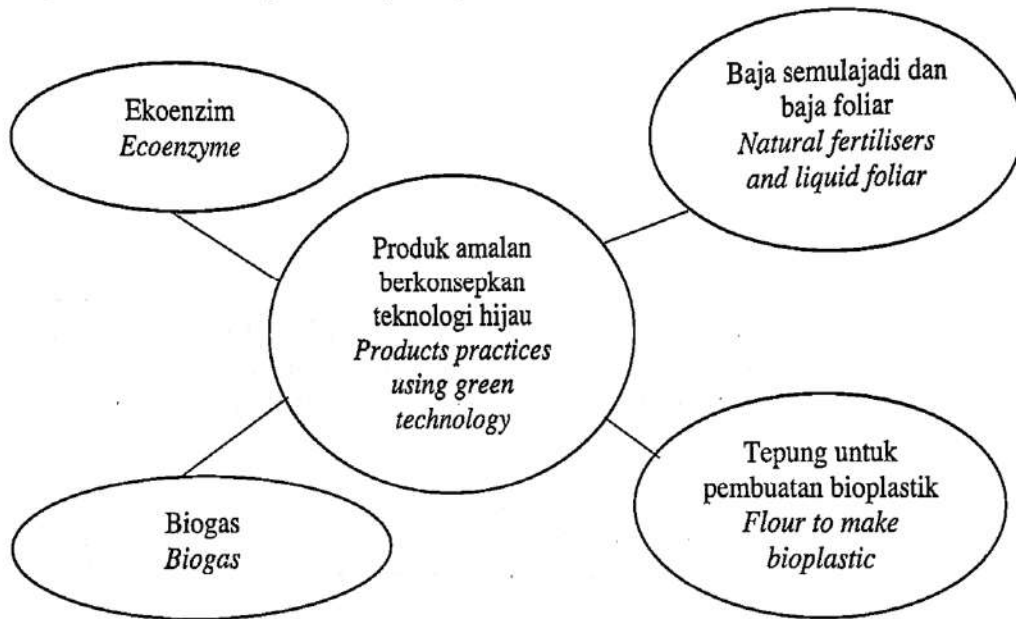 Ekoenzim
Ecoenzyme
Baja semulajadi dan
baja foliar
Natural fertilisers
and liquid foliar
Produk amalan
berkonsepkan
teknologi hijau
Products practices
using green
technology
Biogas
Biogas
Tepung untuk
pembuatan bioplastik
Flour to make
bioplastic